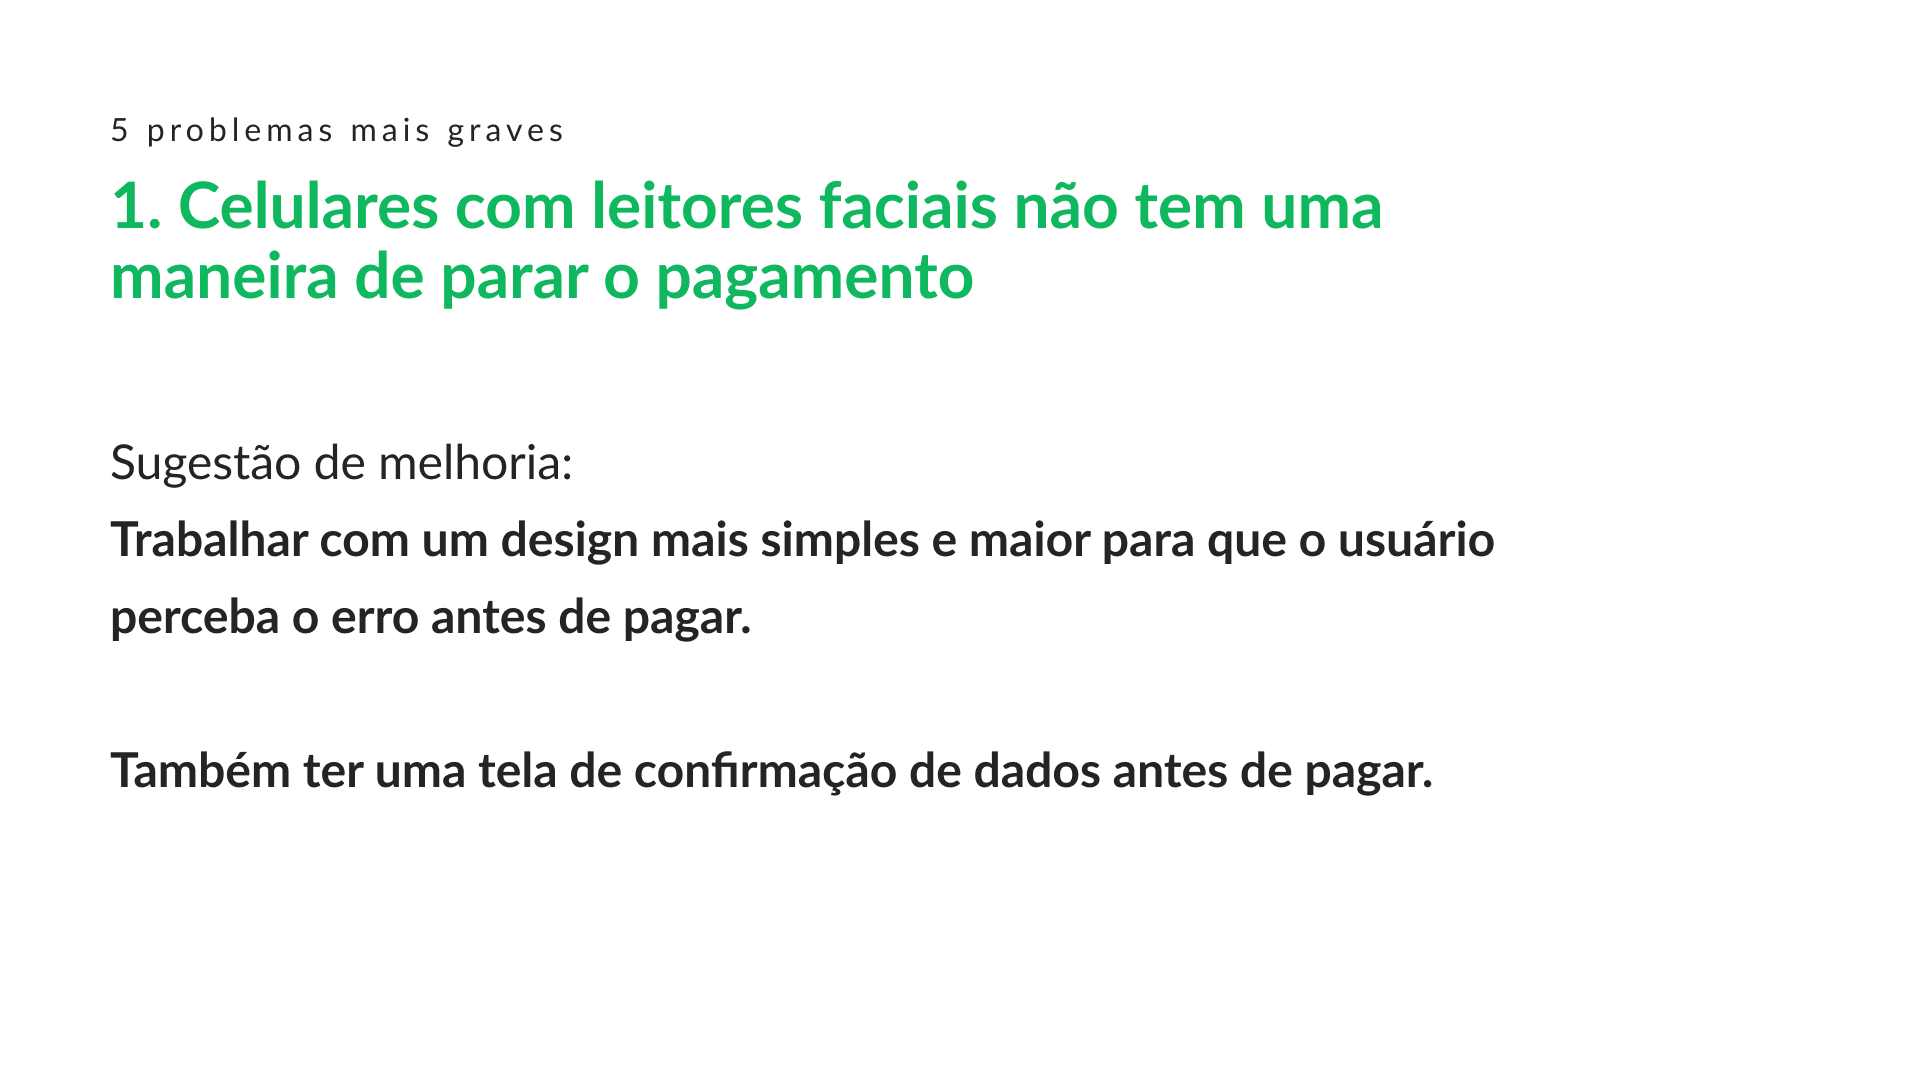 5 problemas mais graves
1. Celulares com leitores faciais não tem uma
maneira de parar o pagamento
Sugestão de melhoria:
Trabalhar com um design mais simples e maior para que o usuário
perceba o erro antes de pagar.
Também ter uma tela de confirmação de dados antes de pagar.